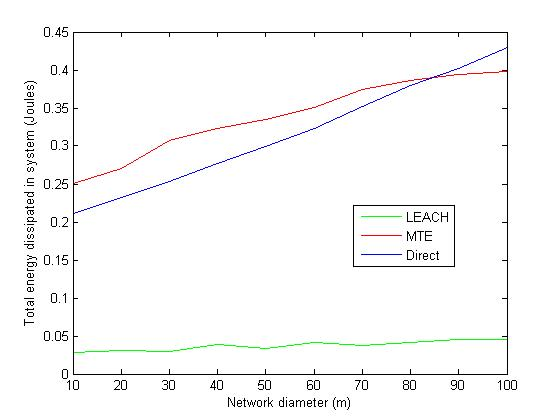 0.45
0.4
0.35
0.3
0.25
0.2
0.15
0.1
0.05
0
Total energy dissipated in system (Joules)
LEACH
MTE
Direct
10 20 30 40 50 60 70 80 90 100
Network diameter (m)